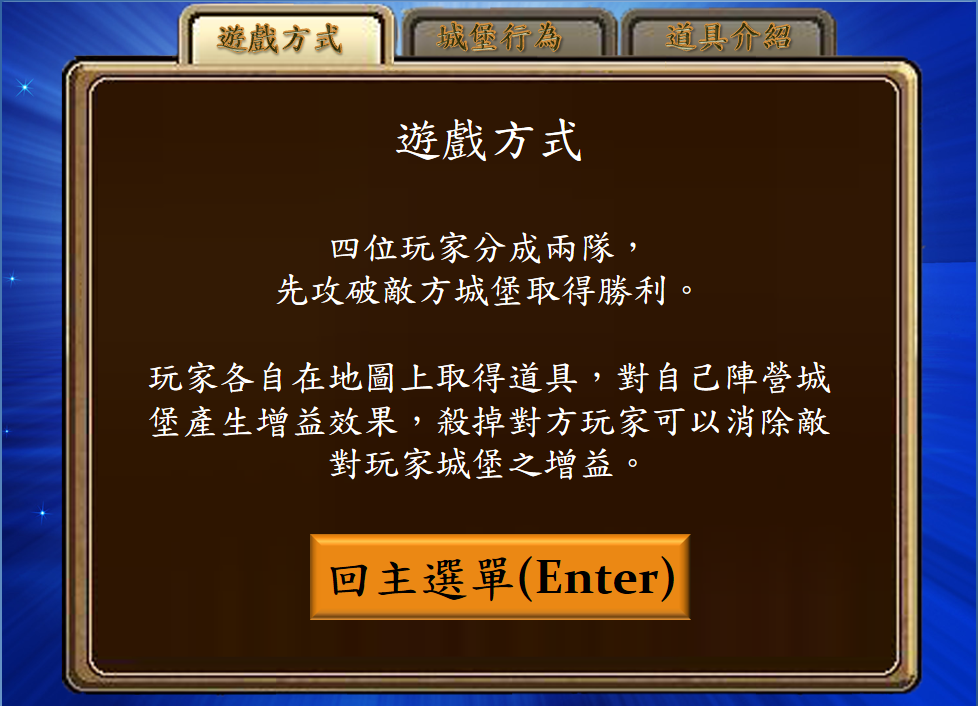 遊戲方式 城堡行為 道具介紹
遊戲方式
四位玩家分成兩隊，
先攻破敵方城堡取得勝利。
玩家各自在地圖上取得道具，對自己陣營城
堡產生增益效果，殺掉對方玩家可以消除敵
對玩家城堡之增益。
回主選單(Enter)